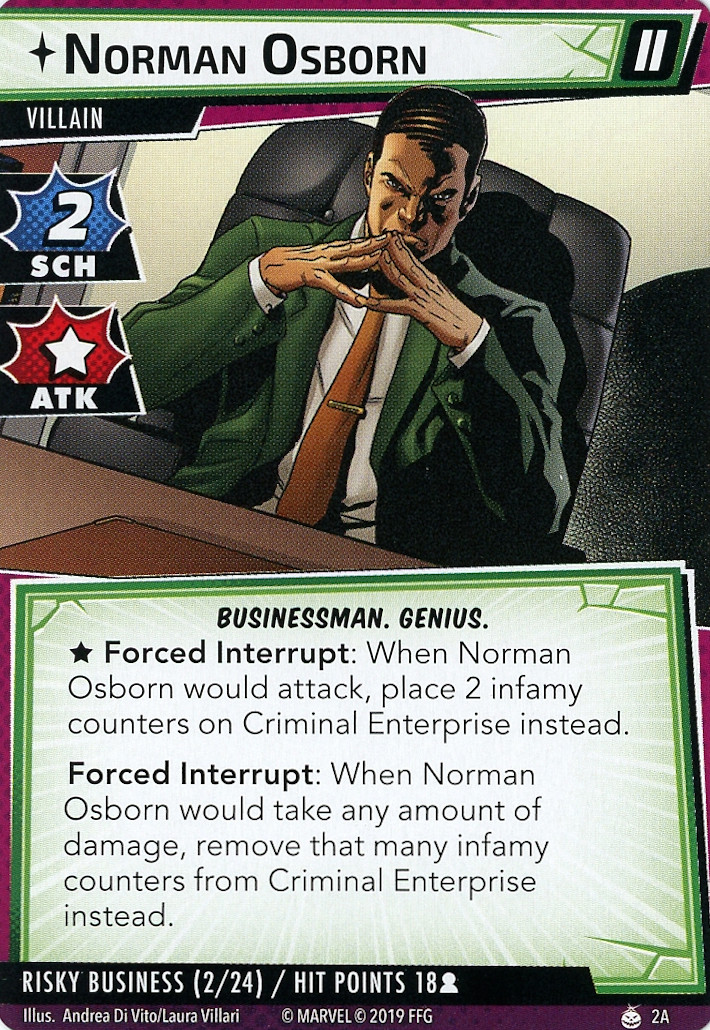 NORMAN OSBORN
II
VILLAIN
2
SCH
ATK
BUSINESSMAN. GENIUS.
★ Forced Interrupt: When Norman
Osborn would attack, place 2 infamy
counters on Criminal Enterprise instead.
Forced Interrupt: When Norman
Osborn would take any amount of
damage, remove that many infamy
counters from Criminal Enterprise
instead.
RISKY BUSINESS (2/24) / HIT POINTS 18
Illus. Andrea Di Vito/Laura Villari © MARVEL © 2019 FFG 2A